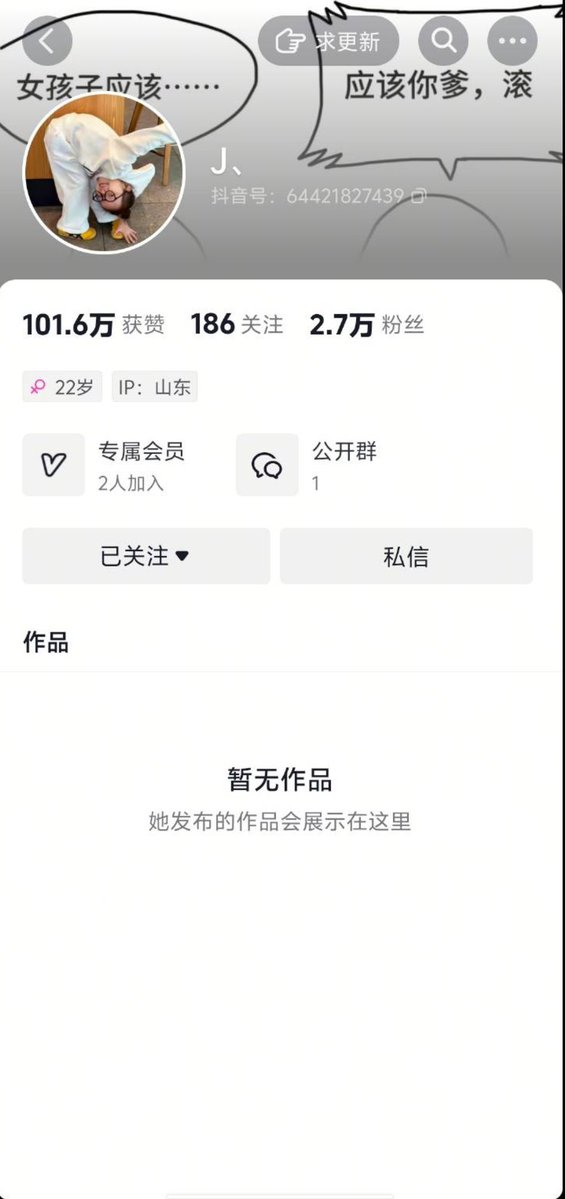 求更新
女孩子应该……
应该你爹，滚
J、
抖音号：64421827439
101.6万 获赞 186 关注 2.7万 粉丝
22岁 IP：山东
专属会员
2人加入
公开群
1
已关注
私信
作品
暂无作品
她发布的作品会展示在这里